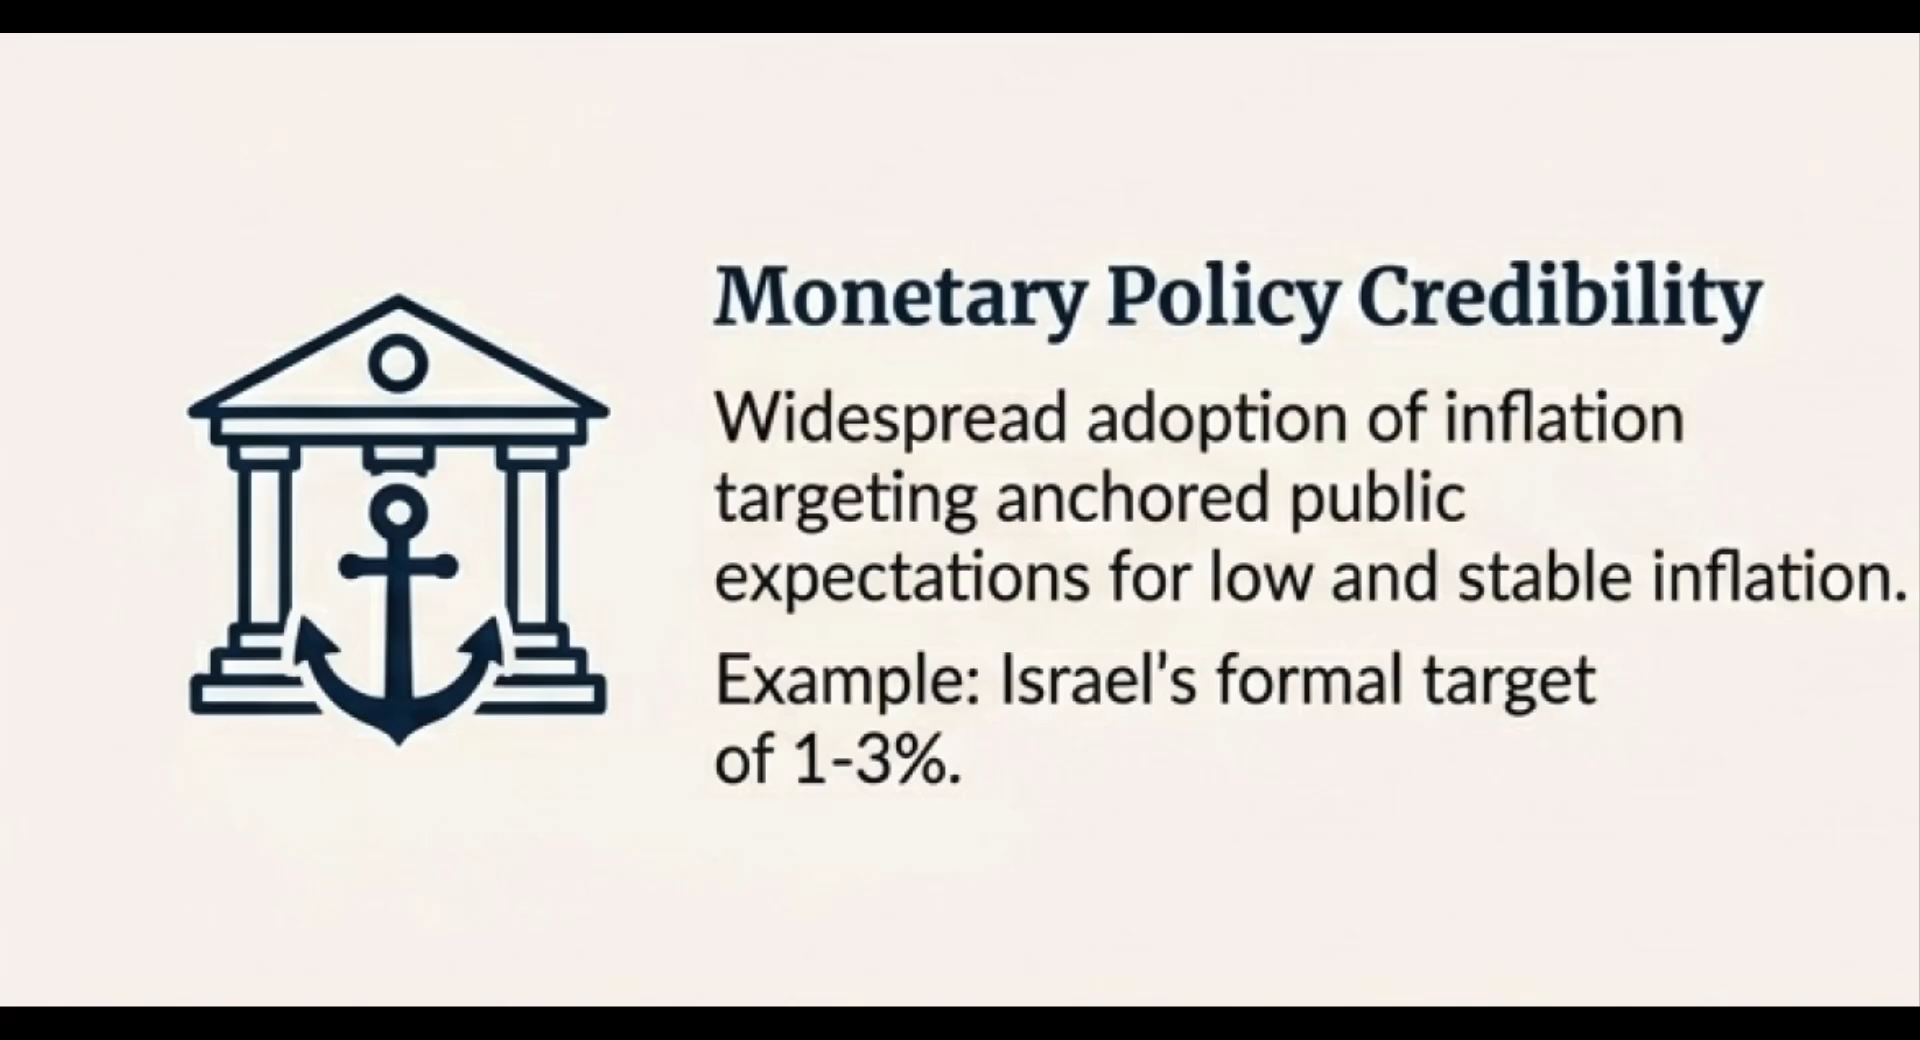 Monetary Policy Credibility
Widespread adoption of inflation
targeting anchored public
expectations for low and stable inflation.
Example: Israel's formal target
of 1-3%.